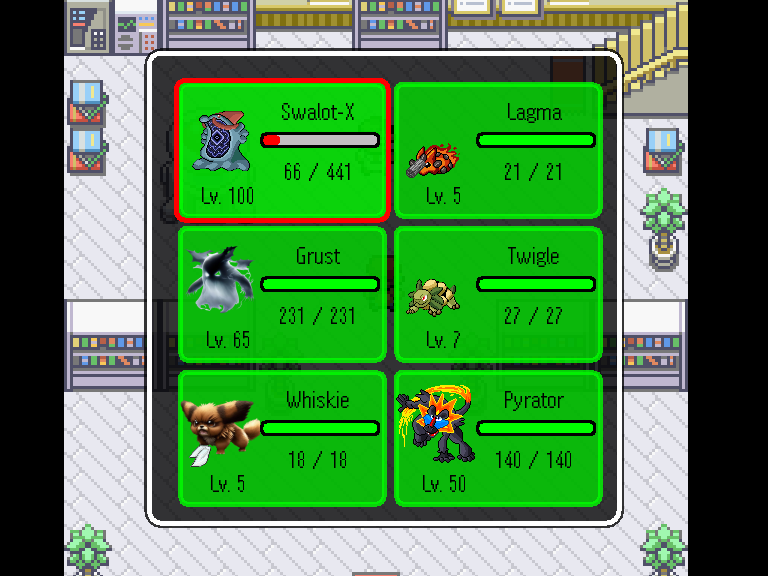 Swalot-X
66 / 441
Lv. 100
Lagma
21 / 21
Lv. 5
Grust
231 / 231
Lv. 65
Twigle
27 / 27
Lv. 7
Whiskie
18 / 18
Lv. 5
Pyrator
140 / 140
Lv. 50